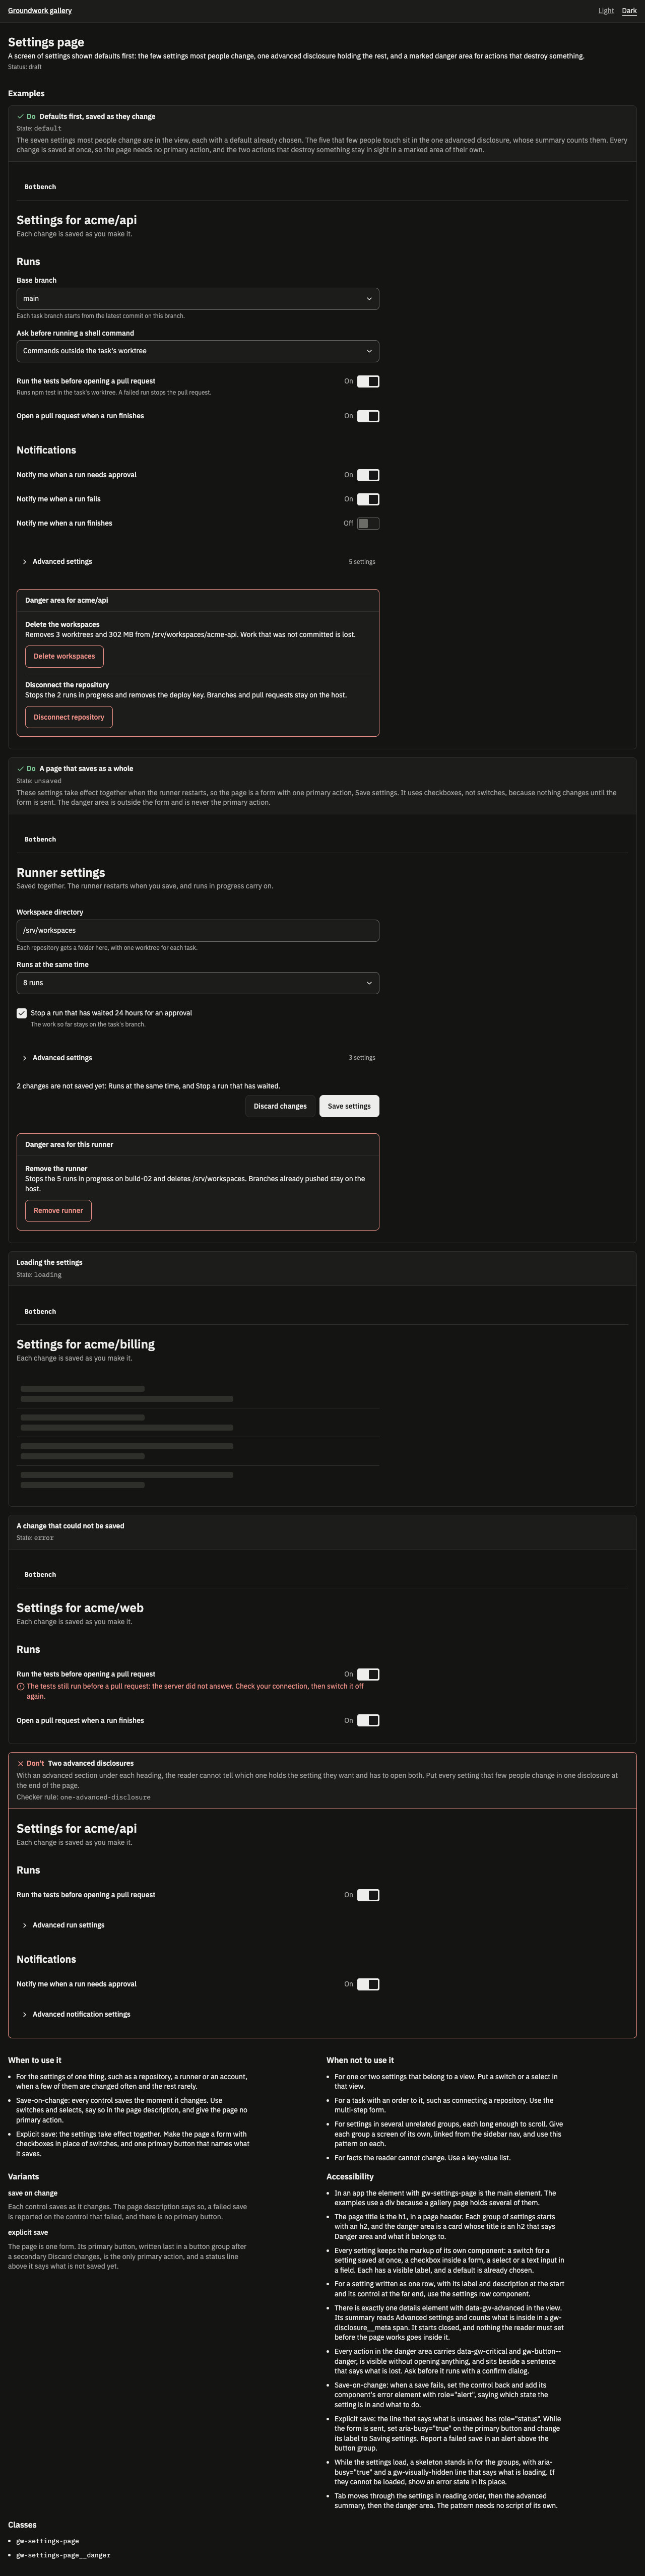 Groundwork gallery
Light Dark
Settings page
A screen of settings shown defaults first: the few settings most people change, one advanced disclosure holding the rest, and a marked danger area for actions that destroy something.
Status: draft
Examples
Do Defaults first, saved as they change
State: default
The seven settings most people change are in the view, each with a default already chosen. The five that few people touch sit in the one advanced disclosure, whose summary counts them. Every
change is saved at once, so the page needs no primary action, and the two actions that destroy something stay in sight in a marked area of their own.
Botbench
Settings for acme/api
Each change is saved as you make it.
Runs
Base branch
main
Each task branch starts from the latest commit on this branch.
Ask before running a shell command
Commands outside the task's worktree
Run the tests before opening a pull request
On
Runs npm test in the task's worktree. A failed run stops the pull request.
Open a pull request when a run finishes
On
Notifications
Notify me when a run needs approval
On
Notify me when a run fails
On
Notify me when a run finishes
Off
Advanced settings
5 settings
Danger area for acme/api
Delete the workspaces
Removes 3 worktrees and 302 MB from /srv/workspaces/acme-api. Work that was not committed is lost.
Delete workspaces
Disconnect the repository
Stops the 2 runs in progress and removes the deploy key. Branches and pull requests stay on the host.
Disconnect repository
Do A page that saves as a whole
State: unsaved
These settings take effect together when the runner restarts, so the page is a form with one primary action, Save settings. It uses checkboxes, not switches, because nothing changes until the
form is sent. The danger area is outside the form and is never the primary action.
Botbench
Runner settings
Saved together. The runner restarts when you save, and runs in progress carry on.
Workspace directory
/srv/workspaces
Each repository gets a folder here, with one worktree for each task.
Runs at the same time
8 runs
Stop a run that has waited 24 hours for an approval
The work so far stays on the task's branch.
Advanced settings
3 settings
2 changes are not saved yet: Runs at the same time, and Stop a run that has waited.
Discard changes
Save settings
Danger area for this runner
Remove the runner
Stops the 5 runs in progress on build-02 and deletes /srv/workspaces. Branches already pushed stay on the
host.
Remove runner
Loading the settings
State: loading
Botbench
Settings for acme/billing
Each change is saved as you make it.
A change that could not be saved
State: error
Botbench
Settings for acme/web
Each change is saved as you make it.
Runs
Run the tests before opening a pull request
On
The tests still run before a pull request: the server did not answer. Check your connection, then switch it off
again.
Open a pull request when a run finishes
On
Don't Two advanced disclosures
With an advanced section under each heading, the reader cannot tell which one holds the setting they want and has to open both. Put every setting that few people change in one disclosure at
the end of the page.
Checker rule: one-advanced-disclosure
Settings for acme/api
Each change is saved as you make it.
Runs
Run the tests before opening a pull request
On
Advanced run settings
Notifications
Notify me when a run needs approval
On
Advanced notification settings
When to use it
For the settings of one thing, such as a repository, a runner or an account,
when a few of them are changed often and the rest rarely.
Save-on-change: every control saves the moment it changes. Use
switches and selects, say so in the page description, and give the page no
primary action.
Explicit save: the settings take effect together. Make the page a form with
checkboxes in place of switches, and one primary button that names what
it saves.
When not to use it
For one or two settings that belong to a view. Put a switch or a select in
that view.
For a task with an order to it, such as connecting a repository. Use the
multi-step form.
For settings in several unrelated groups, each long enough to scroll. Give
each group a screen of its own, linked from the sidebar nav, and use this
pattern on each.
For facts the reader cannot change. Use a key-value list.
Variants
save on change
Each control saves as it changes. The page description says so, a failed save
is reported on the control that failed, and there is no primary button.
explicit save
The page is one form. Its primary button, written last in a button group after
a secondary Discard changes, is the only primary action, and a status line
above it says what is not saved yet.
Accessibility
In an app the element with gw-settings-page is the main element. The
examples use a div because a gallery page holds several of them.
The page title is the h1, in a page header. Each group of settings starts
with an h2, and the danger area is a card whose title is an h2 that says
Danger area and what it belongs to.
Every setting keeps the markup of its own component: a switch for a
setting saved at once, a checkbox inside a form, a select or a text input in
a field. Each has a visible label, and a default is already chosen.
For a setting written as one row, with its label and description at the start
and its control at the far end, use the settings row component.
There is exactly one details element with data-gw-advanced in the view.
Its summary reads Advanced settings and counts what is inside in a gw-
disclosure__meta span. It starts closed, and nothing the reader must set
before the page works goes inside it.
Every action in the danger area carries data-gw-critical and gw-button--
danger, is visible without opening anything, and sits beside a sentence
that says what is lost. Ask before it runs with a confirm dialog.
Save-on-change: when a save fails, set the control back and add its
component's error element with role="alert", saying which state the
setting is in and what to do.
Explicit save: the line that says what is unsaved has role="status". While
the form is sent, set aria-busy="true" on the primary button and change
its label to Saving settings. Report a failed save in an alert above the
button group.
While the settings load, a skeleton stands in for the groups, with aria-
busy="true" and a gw-visually-hidden line that says what is loading. If
they cannot be loaded, show an error state in its place.
Tab moves through the settings in reading order, then the advanced
summary, then the danger area. The pattern needs no script of its own.
Classes
gw-settings-page
gw-settings-page__danger